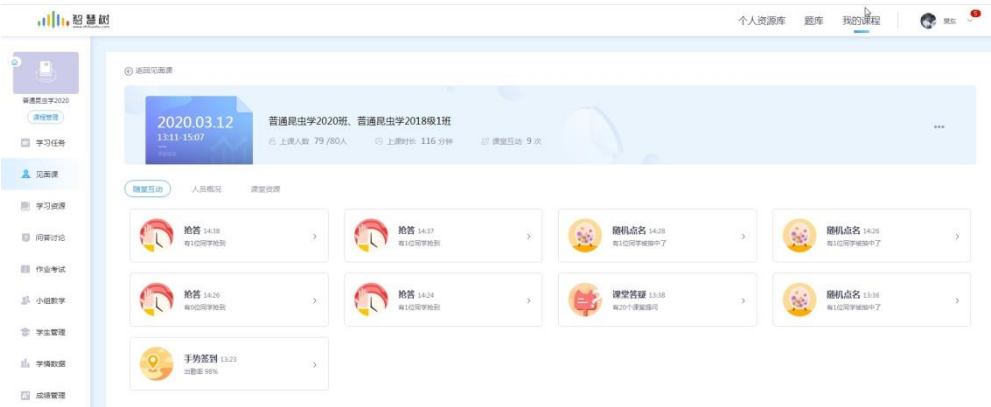 智慧树
个人资源库 题库 我的课程
5
普通昆虫学2020
课程管理
学习任务
见面课
学习资源
问答讨论
作业考试
小组教学
学生管理
学情数据
成绩管理
返回见面课
2020.03.12
13:11-15:07
普通昆虫学2020班、普通昆虫学2018级1班
上课人数 79 /80人 上课时长 116 分钟 课堂互动 9 次
随堂互动 人员概况 课堂资源
抢答 14:38
有1位同学抢到
抢答 14:37
有1位同学抢到
随机点名 14:28
有1位同学被抽中了
随机点名 14:26
有1位同学被抽中了
抢答 14:26
有0位同学抢到
抢答 14:24
有1位同学抢到
课堂答疑 13:38
有20个课堂提问
随机点名 13:36
有1位同学被抽中了
手势签到 13:23
出勤率 98%